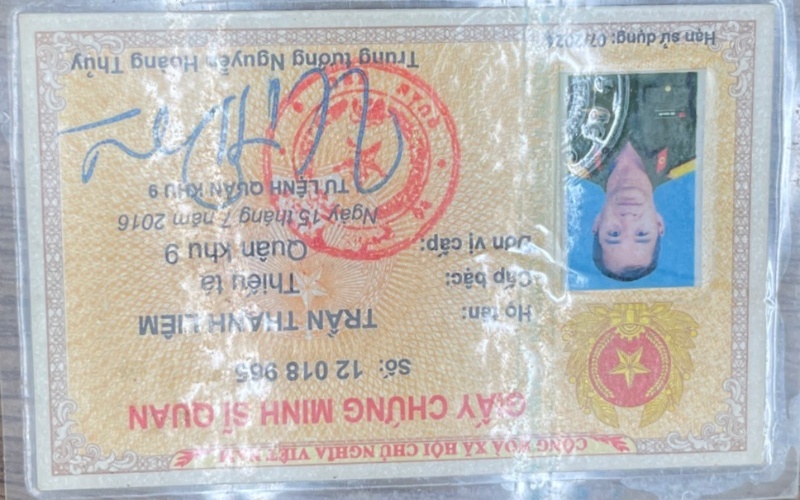 CỘNG HÒA XÃ HỘI CHỦ NGHĨA VIỆT NAM
GIẤY CHỨNG MINH SĨ QUAN
Số: 12 018 965
Họ tên: TRẦN THANH LIÊM
Cấp bậc: Thiếu tá
Đơn vị cấp: Quân khu 9
Ngày 15 tháng 7 năm 2016
TƯ LỆNH QUÂN KHU 9
Trung tướng Nguyễn Hoàng Thủy
Hạn sử dụng: 07/2024